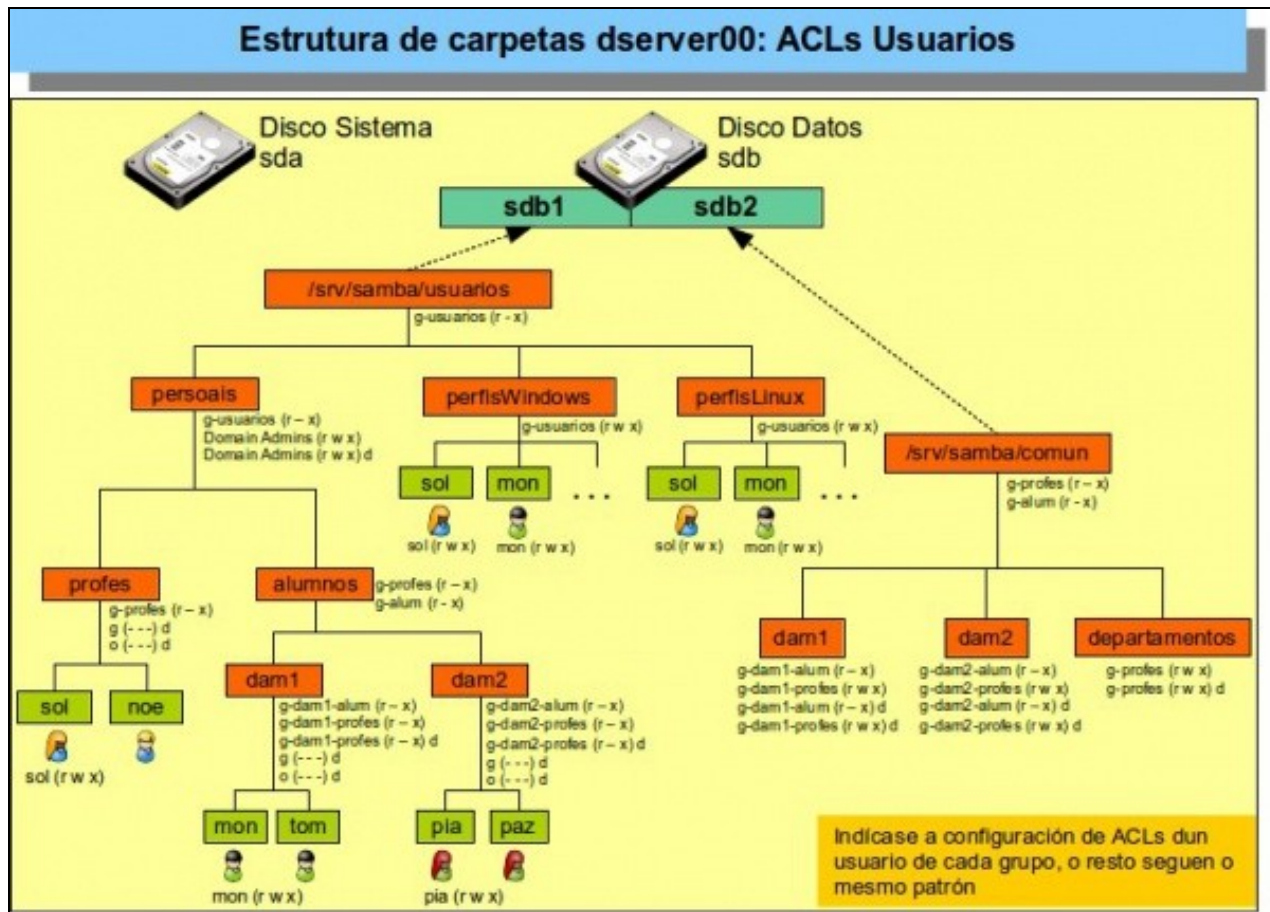 Estrutura de carpetas dserver00: ACLs Usuarios
Disco Sistema
sda
Disco Datos
sdb
sdb1
sdb2
/srv/samba/usuarios
g-usuarios (r - x)
persoais
g-usuarios (r – x)
Domain Admins (r w x)
Domain Admins (r w x) d
perfisWindows
g-usuarios (r w x)
sol
mon
. . .
sol (r w x)
mon (r w x)
perfisLinux
g-usuarios (r w x)
sol
mon
. . .
sol (r w x)
mon (r w x)
/srv/samba/comun
g-profes (r – x)
g-alum (r - x)
profes
g-profes (r – x)
g (- - -) d
o (- - -) d
sol
noe
sol (r w x)
alumnos
g-profes (r – x)
g-alum (r - x)
dam1
g-dam1-alum (r – x)
g-dam1-profes (r – x)
g-dam1-profes (r – x) d
g (- - -) d
o (- - -) d
mon
tom
mon (r w x)
dam2
g-dam2-alum (r – x)
g-dam2-profes (r – x)
g-dam2-profes (r – x) d
g (- - -) d
o (- - -) d
pia
paz
pia (r w x)
dam1
g-dam1-alum (r – x)
g-dam1-profes (r w x)
g-dam1-alum (r – x) d
g-dam1-profes (r w x) d
dam2
g-dam2-alum (r – x)
g-dam2-profes (r w x)
g-dam2-alum (r – x) d
g-dam2-profes (r w x) d
departamentos
g-profes (r w x)
g-profes (r w x) d
Indícase a configuración de ACLs dun
usuario de cada grupo, o resto seguen o
mesmo patrón